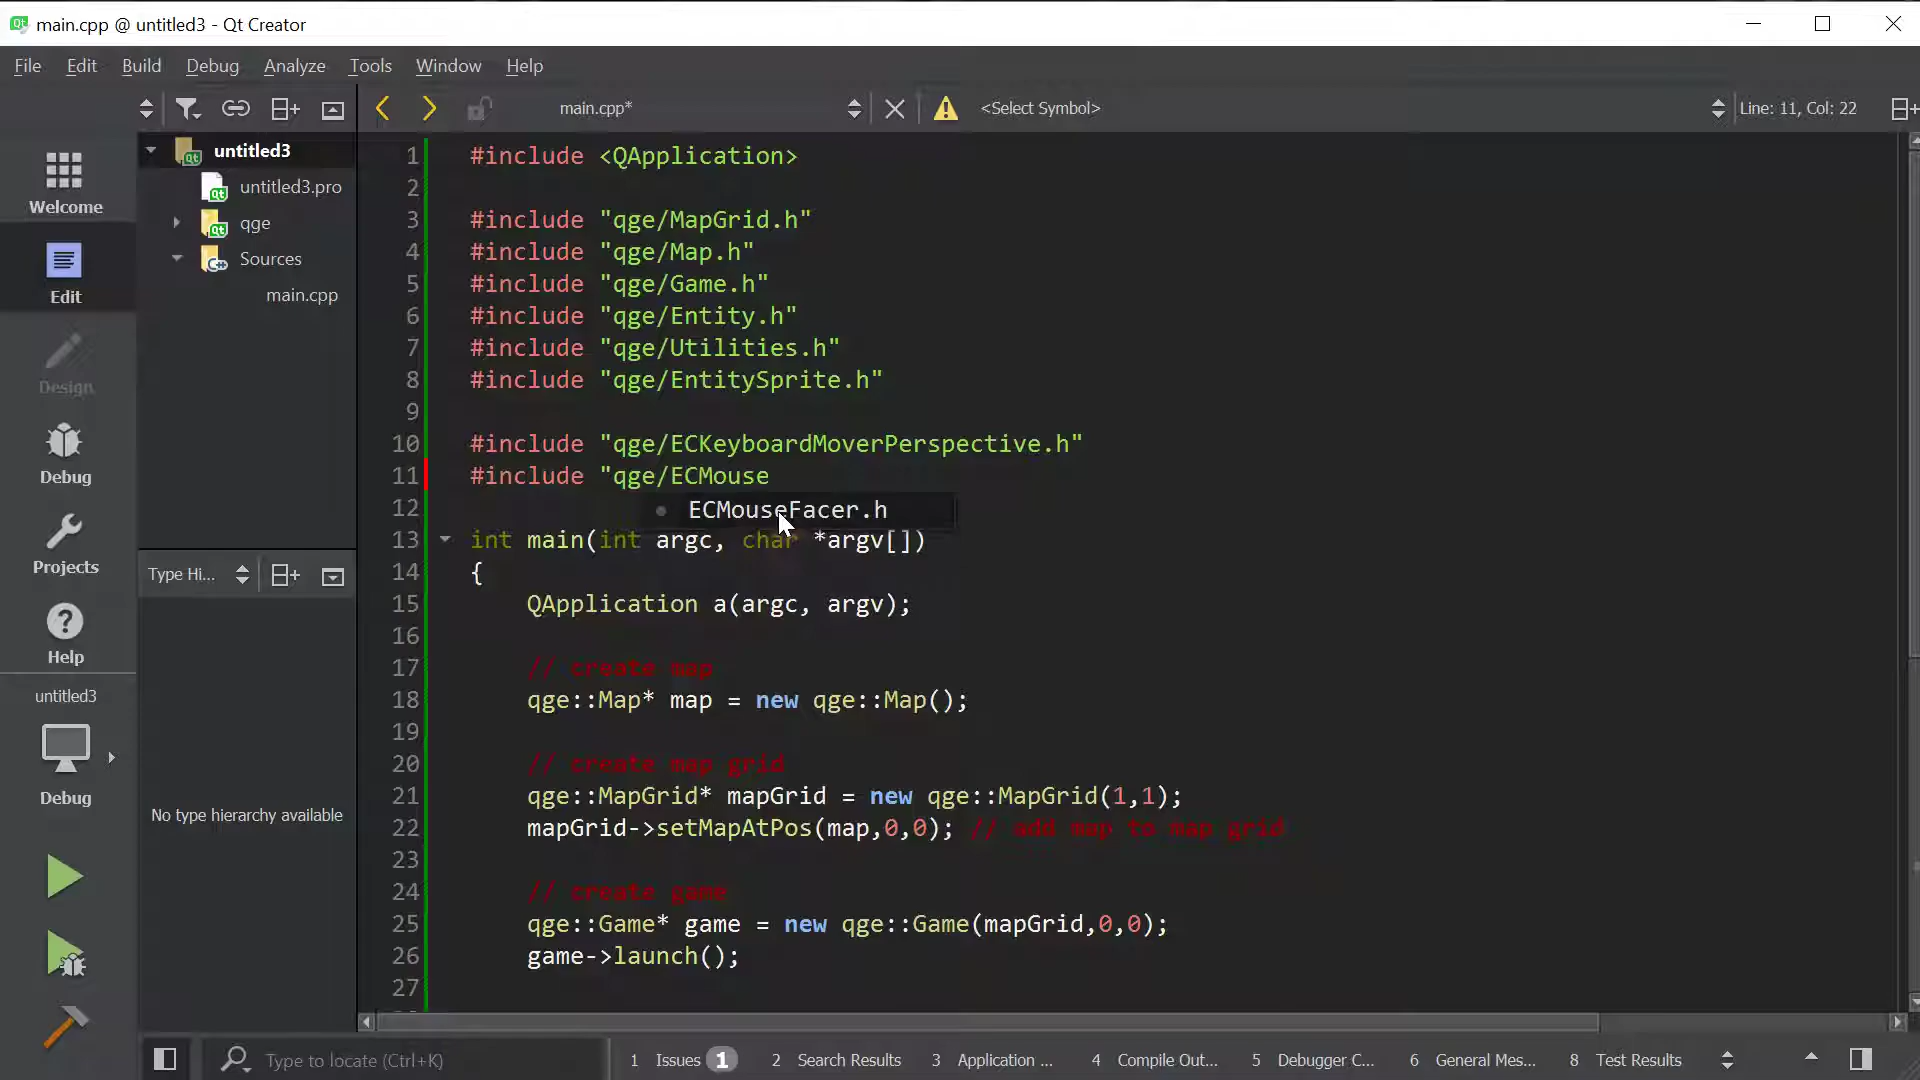 main.cpp @ untitled3 - Qt Creator
File Edit Build Debug Analyze Tools Window Help
main.cpp* <Select Symbol> Line: 11, Col: 22
Welcome
Edit
Design
Debug
Projects
Help
untitled3
Debug
untitled3
untitled3.pro
qge
Sources
main.cpp
Type Hi...
No type hierarchy available
1 #include <QApplication>
2
3 #include "qge/MapGrid.h"
4 #include "qge/Map.h"
5 #include "qge/Game.h"
6 #include "qge/Entity.h"
7 #include "qge/Utilities.h"
8 #include "qge/EntitySprite.h"
9
10 #include "qge/ECKeyboardMoverPerspective.h"
11 #include "qge/ECMouse
12 ECMouseFacer.h
13 int main(int argc, char *argv[])
14 {
15 QApplication a(argc, argv);
16
17 // create map
18 qge::Map* map = new qge::Map();
19
20 // create map grid
21 qge::MapGrid* mapGrid = new qge::MapGrid(1,1);
22 mapGrid->setMapAtPos(map,0,0); // add map to map grid
23
24 // create game
25 qge::Game* game = new qge::Game(mapGrid,0,0);
26 game->launch();
27
Type to locate (Ctrl+K) 1 Issues 1 2 Search Results 3 Application ... 4 Compile Out... 5 Debugger C... 6 General Mes... 8 Test Results